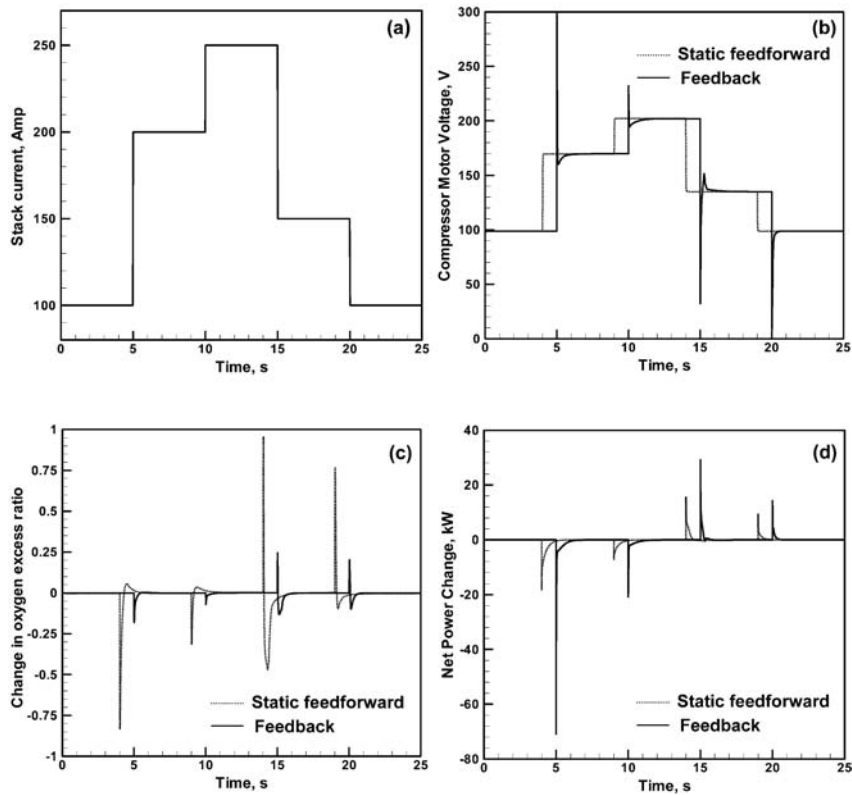 (a)
Stack current, Amp
250
200
150
100
0 5 10 15 20 25
Time, s
(b)
Static feedforward
Feedback
Compressor Motor Voltage, V
300
250
200
150
100
50
0
0 5 10 15 20 25
Time, s
(c)
Change in oxygen excess ratio
1
0.75
0.5
0.25
0
-0.25
-0.5
-0.75
-1
Static feedforward
Feedback
0 5 10 15 20 25
Time, s
(d)
Net Power Change, kW
40
20
0
-20
-40
-60
-80
Static feedforward
Feedback
0 5 10 15 20 25
Time, s